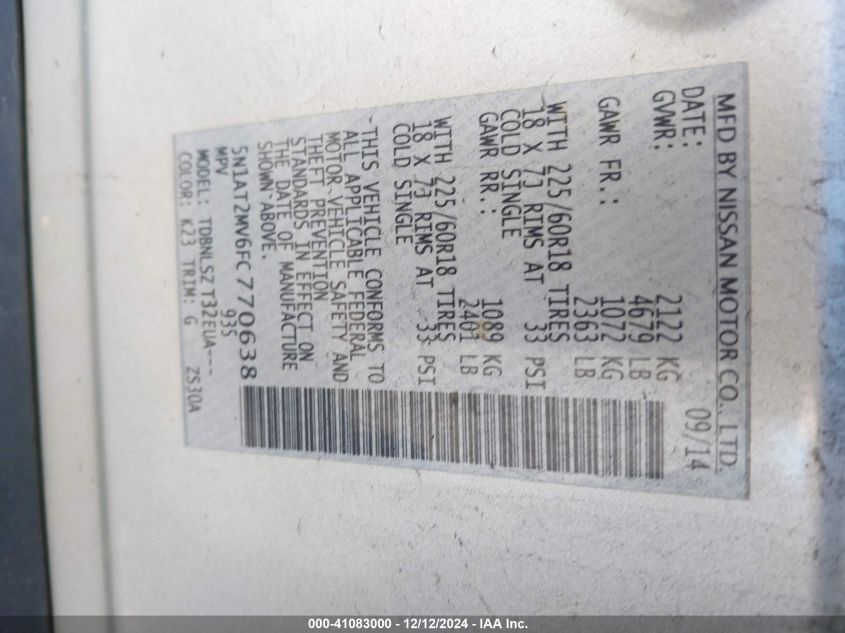 MFD BY NISSAN MOTOR CO., LTD.
DATE: 09/14
GVWR: 2122 KG
4679 LB
GAWR FR.: 1072 KG
2363 LB
WITH 225/60R18 TIRES
18 X 7J RIMS AT 33 PSI
COLD SINGLE
GAWR RR.: 1089 KG
2401 LB
WITH 225/60R18 TIRES
18 X 7J RIMS AT 33 PSI
COLD SINGLE
-THIS VEHICLE CONFORMS TO
ALL APPLICABLE FEDERAL
MOTOR VEHICLE SAFETY AND
THEFT PREVENTION
STANDARDS IN EFFECT ON
THE DATE OF MANUFACTURE
SHOWN ABOVE.
5N1AT2MV6FC770638
MPV 935
MODEL: TDBNLSZ T32EUA---
COLOR: K23 TRIM: G ZS30A
000-41083000 - 12/12/2024 - IAA Inc.